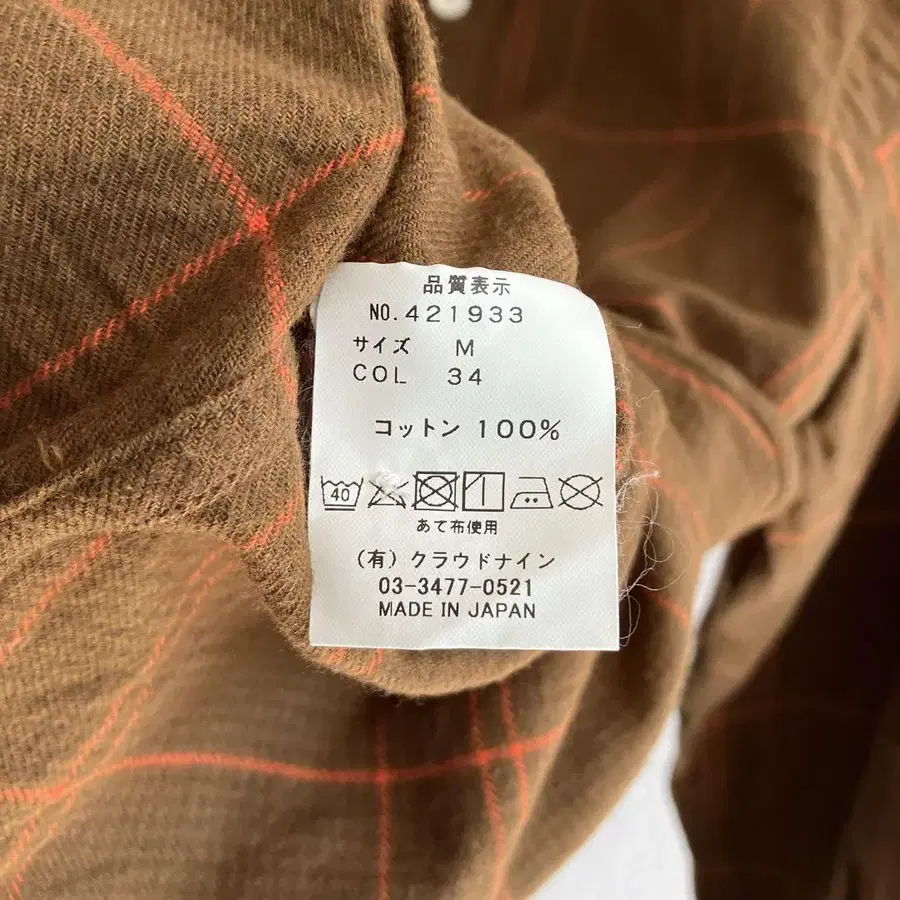 品質表示
NO.421933
サイズ M
COL 34
コットン 100%
40
あて布使用
(有) クラウドナイン
03-3477-0521
MADE IN JAPAN